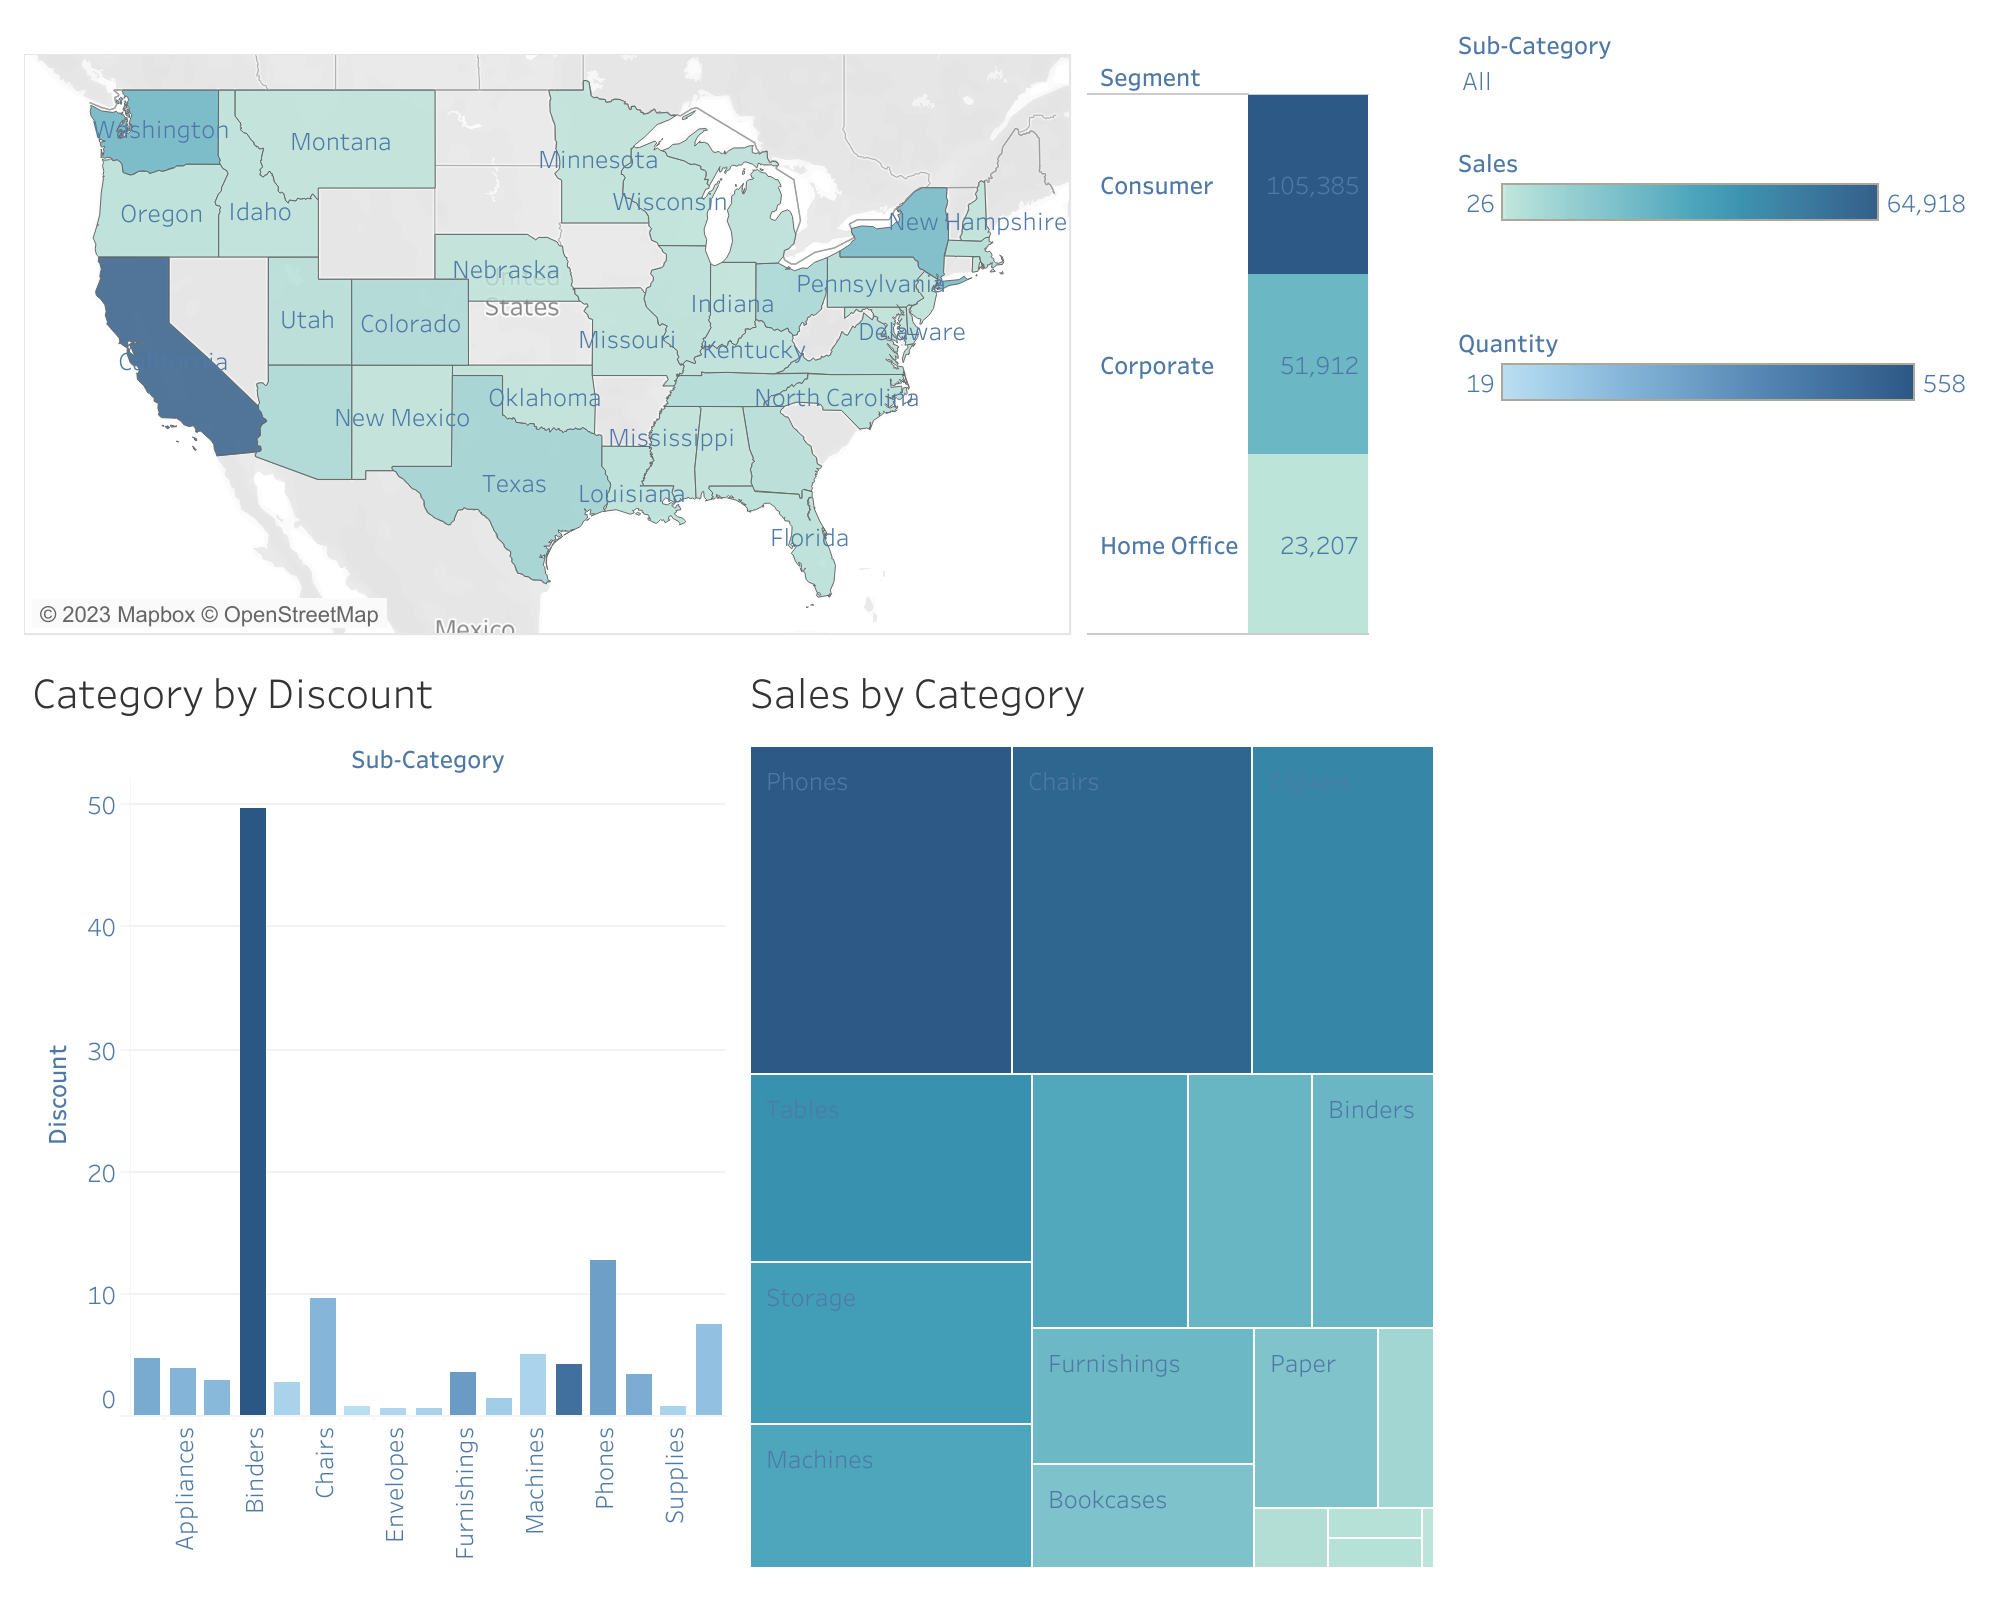 Washington
Montana
Minnesota
Oregon
Idaho
Wisconsin
New Hampshire
Nebraska
United
States
Pennsylvania
Indiana
Utah
Colorado
Missouri
Kentucky
Delaware
California
New Mexico
Oklahoma
North Carolina
Mississippi
Texas
Louisiana
Florida
Mexico
© 2023 Mapbox © OpenStreetMap
Segment
Consumer 105,385
Corporate 51,912
Home Office 23,207
Sub-Category
All
Sales
26 64,918
Quantity
19 558
Category by Discount
Sub-Category
Discount
50
40
30
20
10
0
Appliances
Binders
Chairs
Envelopes
Furnishings
Machines
Phones
Supplies
Sales by Category
Phones
Chairs
Tables
Binders
Storage
Furnishings
Paper
Machines
Bookcases